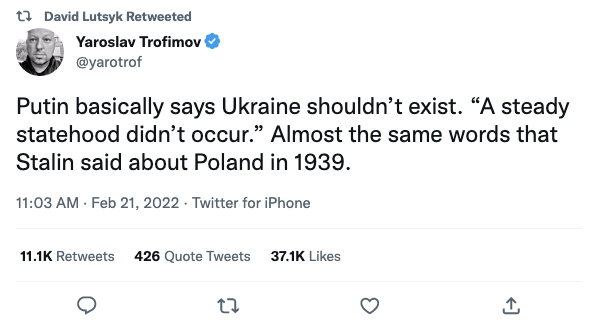 David Lutsyk Retweeted
Yaroslav Trofimov
@yarotrof
Putin basically says Ukraine shouldn’t exist. “A steady
statehood didn’t occur.” Almost the same words that
Stalin said about Poland in 1939.
11:03 AM · Feb 21, 2022 · Twitter for iPhone
11.1K Retweets 426 Quote Tweets 37.1K Likes